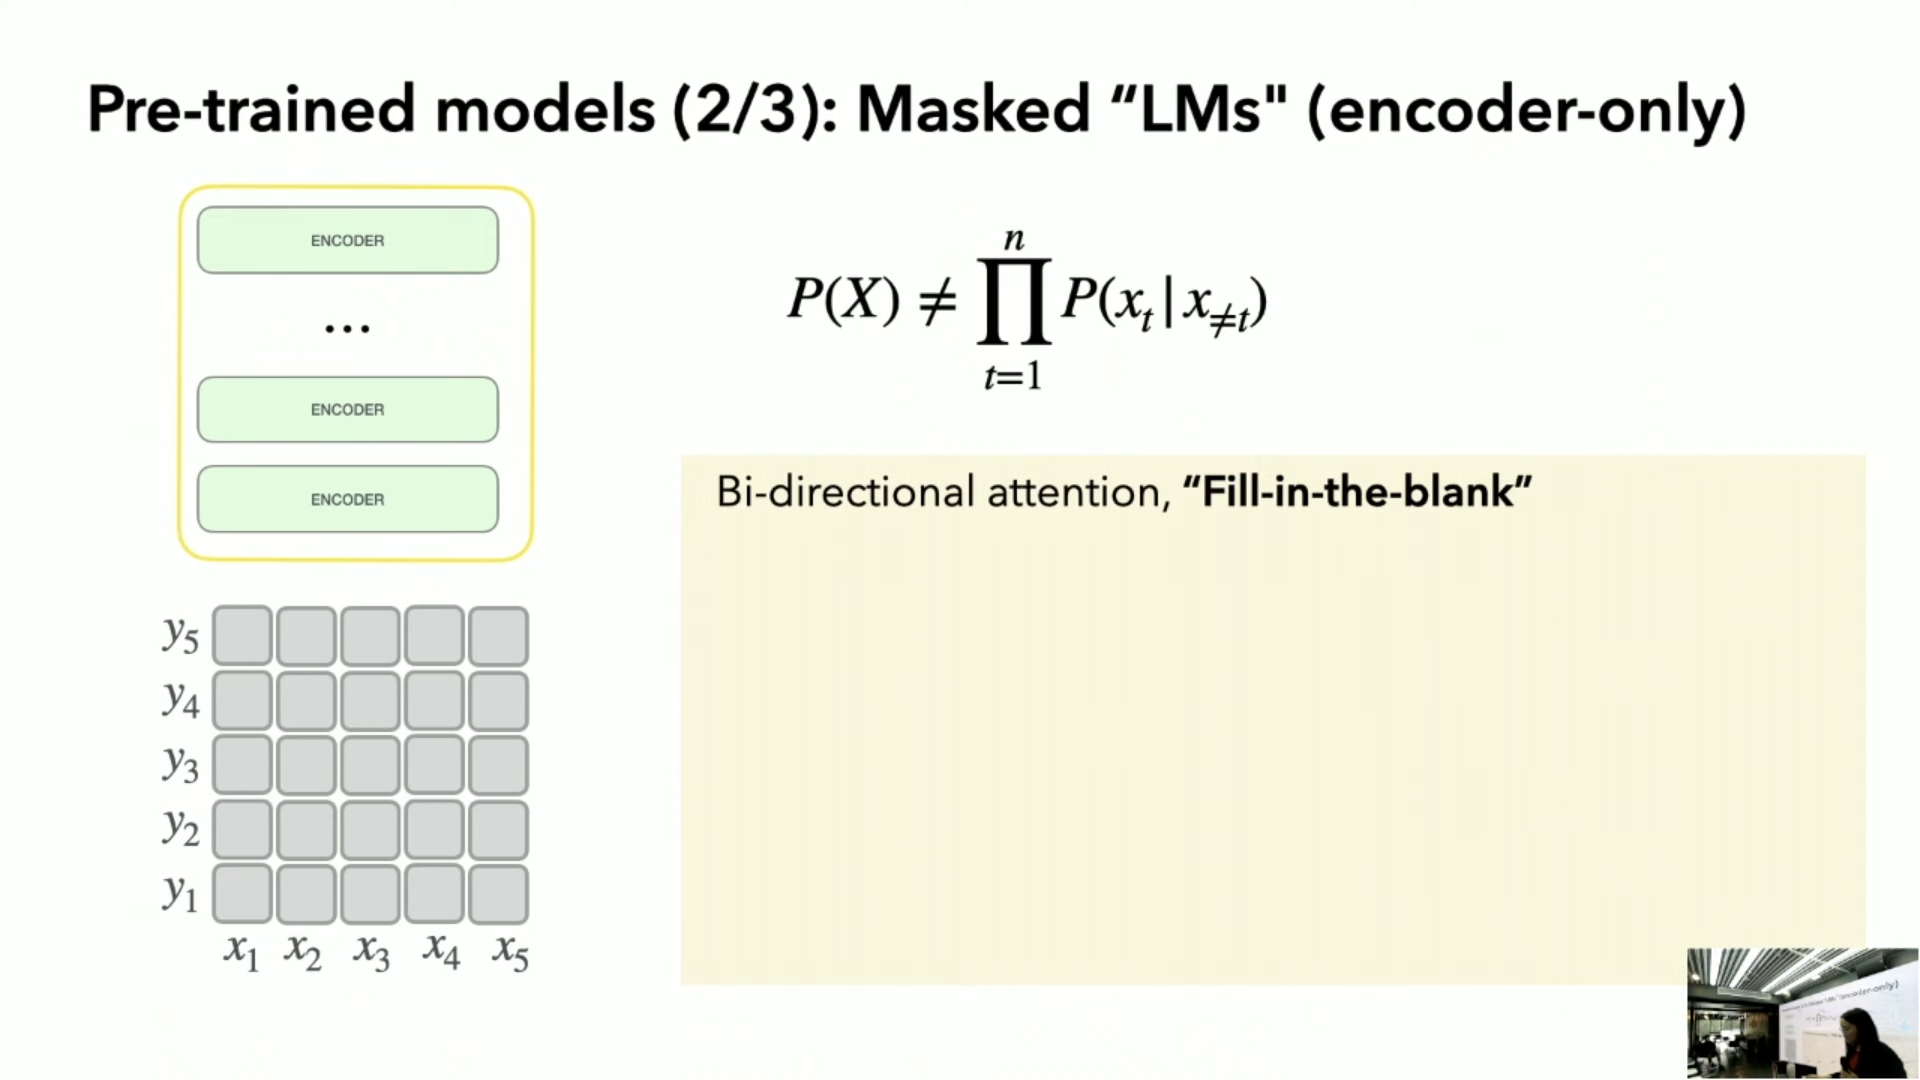 Pre-trained models (2/3): Masked “LMs" (encoder-only)
ENCODER
...
ENCODER
ENCODER
P(X) ≠ ∏_{t=1}^{n} P(x_t | x_{≠t})
Bi-directional attention, “Fill-in-the-blank”
y5
y4
y3
y2
y1
x1 x2 x3 x4 x5